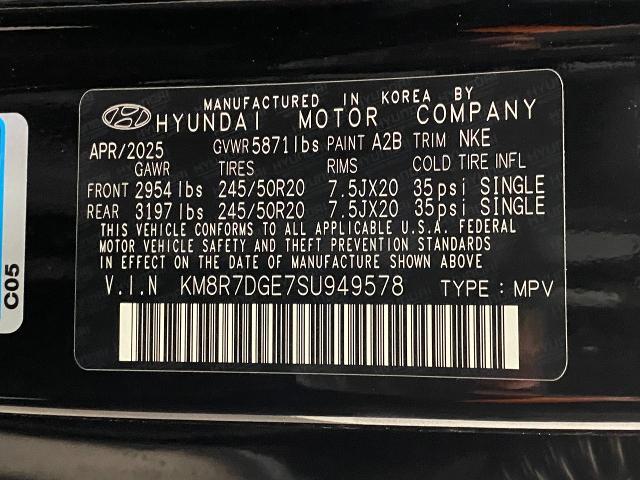 MANUFACTURED IN KOREA BY
HYUNDAI MOTOR COMPANY
APR/2025 GVWR 5871lbs PAINT A2B TRIM NKE
GAWR TIRES RIMS COLD TIRE INFL
FRONT 2954 lbs 245/50R20 7.5JX20 35psi SINGLE
REAR 3197 lbs 245/50R20 7.5JX20 35psi SINGLE
THIS VEHICLE CONFORMS TO ALL APPLICABLE U.S.A. FEDERAL
MOTOR VEHICLE SAFETY AND THEFT PREVENTION STANDARDS
IN EFFECT ON THE DATE OF MANUFACTURE SHOWN ABOVE.
V.I.N KM8R7DGE7SU949578 TYPE : MPV
C05